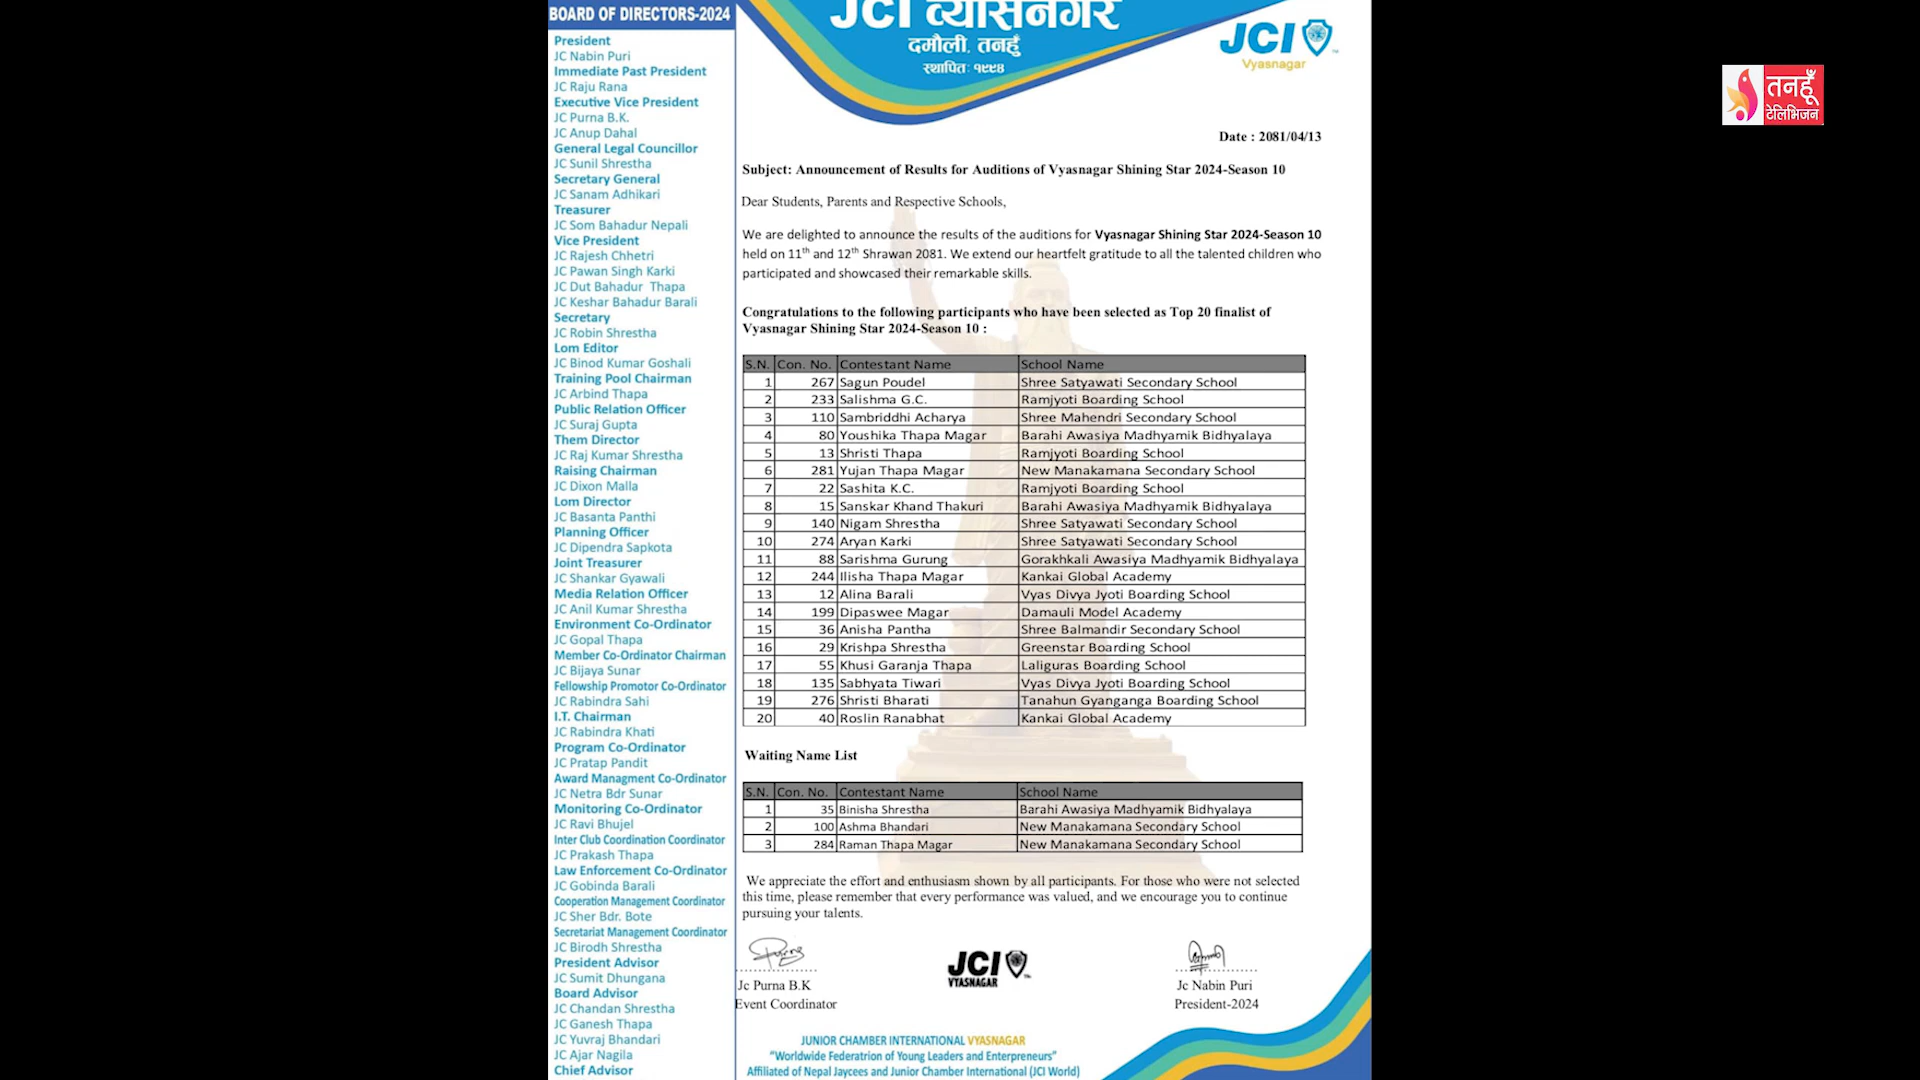 BOARD OF DIRECTORS-2024
President
JC Nabin Puri
Immediate Past President
JC Raju Rana
Executive Vice President
JC Purna B.K.
JC Anup Dahal
General Legal Councillor
JC Sunil Shrestha
Secretary General
JC Sanam Adhikari
Treasurer
JC Som Bahadur Nepali
Vice President
JC Rajesh Chhetri
JC Pawan Singh Karki
JC Dut Bahadur Thapa
JC Keshar Bahadur Barali
Secretary
JC Robin Shrestha
Lom Editor
JC Binod Kumar Goshali
Training Pool Chairman
JC Arbind Thapa
Public Relation Officer
JC Suraj Gupta
Them Director
JC Raj Kumar Shrestha
Raising Chairman
JC Dixon Malla
Lom Director
JC Basanta Panthi
Planning Officer
JC Dipendra Sapkota
Joint Treasurer
JC Shankar Gyawali
Media Relation Officer
JC Anil Kumar Shrestha
Environment Co-Ordinator
JC Gopal Thapa
Member Co-Ordinator Chairman
JC Bijaya Sunar
Fellowship Promotor Co-Ordinator
JC Rabindra Sahi
I.T. Chairman
JC Rabindra Khati
Program Co-Ordinator
JC Pratap Pandit
Award Managment Co-Ordinator
JC Netra Bdr Sunar
Monitoring Co-Ordinator
JC Ravi Bhujel
Inter Club Coordination Coordinator
JC Prakash Thapa
Law Enforcement Co-Ordinator
JC Gobinda Barali
Cooperation Management Coordinator
JC Sher Bdr. Bote
Secretariat Management Coordinator
JC Birodh Shrestha
President Advisor
JC Sumit Dhungana
Board Advisor
JC Chandan Shrestha
JC Ganesh Thapa
JC Yuvraj Bhandari
JC Ajar Nagila
Chief Advisor
JCI व्यासनगर
दमौली, तनहुँ
स्थापित: १९९४
JCI
Vyasnagar
तनहुँ
टेलिभिजन
Date : 2081/04/13
Subject: Announcement of Results for Auditions of Vyasnagar Shining Star 2024-Season 10
Dear Students, Parents and Respective Schools,
We are delighted to announce the results of the auditions for Vyasnagar Shining Star 2024-Season 10
held on 11th and 12th Shrawan 2081. We extend our heartfelt gratitude to all the talented children who
participated and showcased their remarkable skills.
Congratulations to the following participants who have been selected as Top 20 finalist of
Vyasnagar Shining Star 2024-Season 10 :
S.N. Con. No. Contestant Name School Name
1 267 Sagun Poudel Shree Satyawati Secondary School
2 233 Salishma G.C. Ramjyoti Boarding School
3 110 Sambriddhi Acharya Shree Mahendri Secondary School
4 80 Youshika Thapa Magar Barahi Awasiya Madhyamik Bidhyalaya
5 13 Shristi Thapa Ramjyoti Boarding School
6 281 Yujan Thapa Magar New Manakamana Secondary School
7 22 Sashita K.C. Ramjyoti Boarding School
8 15 Sanskar Khand Thakuri Barahi Awasiya Madhyamik Bidhyalaya
9 140 Nigam Shrestha Shree Satyawati Secondary School
10 274 Aryan Karki Shree Satyawati Secondary School
11 88 Sarishma Gurung Gorakhkali Awasiya Madhyamik Bidhyalaya
12 244 Ilisha Thapa Magar Kankai Global Academy
13 12 Alina Barali Vyas Divya Jyoti Boarding School
14 199 Dipaswee Magar Damauli Model Academy
15 36 Anisha Pantha Shree Balmandir Secondary School
16 29 Krishpa Shrestha Greenstar Boarding School
17 55 Khusi Garanja Thapa Laliguras Boarding School
18 135 Sabhyata Tiwari Vyas Divya Jyoti Boarding School
19 276 Shristi Bharati Tanahun Gyanganga Boarding School
20 40 Roslin Ranabhat Kankai Global Academy
Waiting Name List
S.N. Con. No. Contestant Name School Name
1 35 Binisha Shrestha Barahi Awasiya Madhyamik Bidhyalaya
2 100 Ashma Bhandari New Manakamana Secondary School
3 284 Raman Thapa Magar New Manakamana Secondary School
We appreciate the effort and enthusiasm shown by all participants. For those who were not selected
this time, please remember that every performance was valued, and we encourage you to continue
pursuing your talents.
JCI
VYASNAGAR
Jc Purna B.K
Event Coordinator
Jc Nabin Puri
President-2024
JUNIOR CHAMBER INTERNATIONAL VYASNAGAR
“Worldwide Federatrion of Young Leaders and Enterpreneurs”
Affiliated of Nepal Jaycees and Junior Chamber International (JCI World)